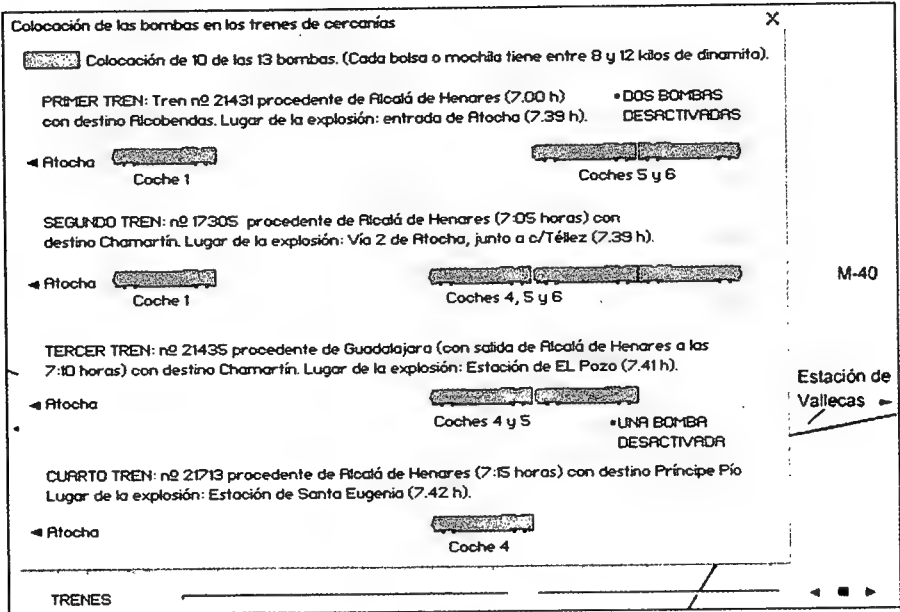 Colocación de las bombas en los trenes de cercanías
X
Colocación de 10 de las 13 bombas. (Cada bolsa o mochila tiene entre 8 y 12 kilos de dinamita).
PRIMER TREN: Tren nº 21431 procedente de Alcalá de Henares (7.00 h)
con destino Alcobendas. Lugar de la explosión: entrada de Atocha (7.39 h).
• DOS BOMBAS
DESACTIVADAS
◄ Atocha
Coche 1
Coches 5 y 6
SEGUNDO TREN: nº 17305 procedente de Alcalá de Henares (7:05 horas) con
destino Chamartín. Lugar de la explosión: Vía 2 de Atocha, junto a c/Téllez (7.39 h).
◄ Atocha
Coche 1
Coches 4, 5 y 6
M-40
TERCER TREN: nº 21435 procedente de Guadalajara (con salida de Alcalá de Henares a las
7:10 horas) con destino Chamartín. Lugar de la explosión: Estación de EL Pozo (7.41 h).
◄ Atocha
Coches 4 y 5
• UNA BOMBA
DESACTIVADA
Estación de
Vallecas ►
CUARTO TREN: nº 21713 procedente de Alcalá de Henares (7:15 horas) con destino Príncipe Pío
Lugar de la explosión: Estación de Santa Eugenia (7.42 h).
◄ Atocha
Coche 4
TRENES